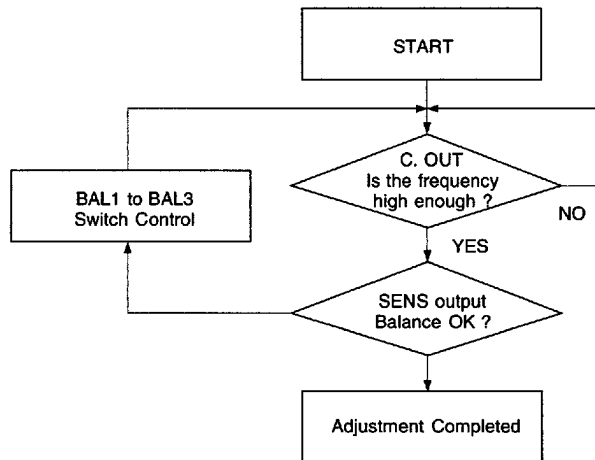 START
C. OUT
Is the frequency
high enough ?
NO
BAL1 to BAL3
Switch Control
YES
SENS output
Balance OK ?
Adjustment Completed